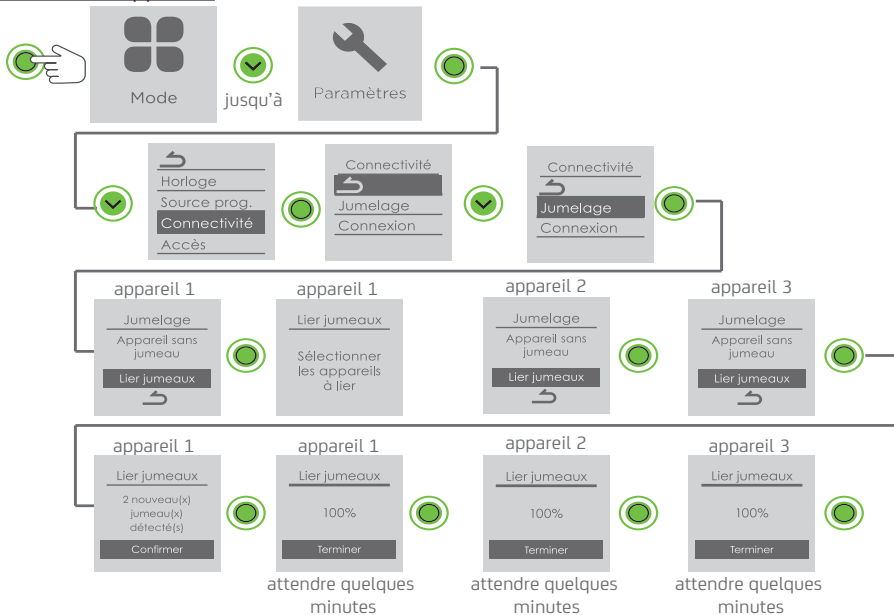 Mode
jusqu'à
Paramètres
Horloge
Source prog.
Connectivité
Accès
Connectivité
Jumelage
Connexion
Connectivité
Jumelage
Connexion
appareil 1
Jumelage
Appareil sans
jumeau
Lier jumeaux
appareil 1
Lier jumeaux
Sélectionner
les appareils
à lier
appareil 2
Jumelage
Appareil sans
jumeau
Lier jumeaux
appareil 3
Jumelage
Appareil sans
jumeau
Lier jumeaux
appareil 1
Lier jumeaux
2 nouveau(x)
jumeau(x)
détecté(s)
Confirmer
appareil 1
Lier jumeaux
100%
Terminer
attendre quelques
minutes
appareil 2
Lier jumeaux
100%
Terminer
attendre quelques
minutes
appareil 3
Lier jumeaux
100%
Terminer
attendre quelques
minutes